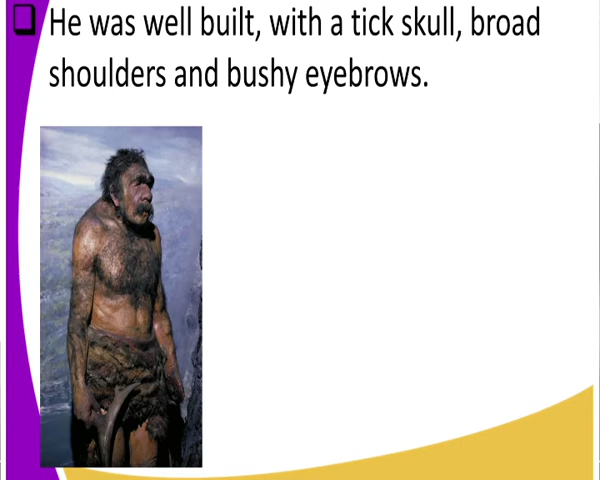 He was well built, with a tick skull, broad
shoulders and bushy eyebrows.